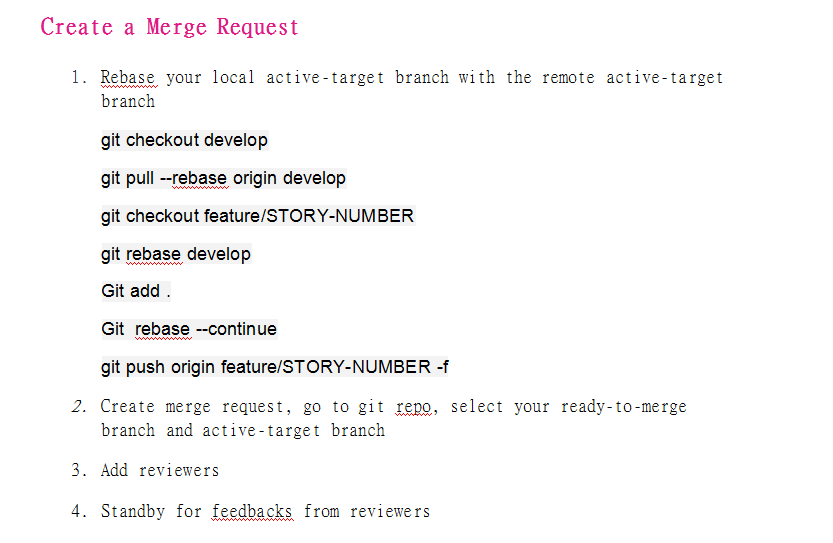 Create a Merge Request
1. Rebase your local active-target branch with the remote active-target
branch
git checkout develop
git pull --rebase origin develop
git checkout feature/STORY-NUMBER
git rebase develop
Git add .
Git  rebase --continue
git push origin feature/STORY-NUMBER -f
2. Create merge request, go to git repo, select your ready-to-merge
branch and active-target branch
3. Add reviewers
4. Standby for feedbacks from reviewers